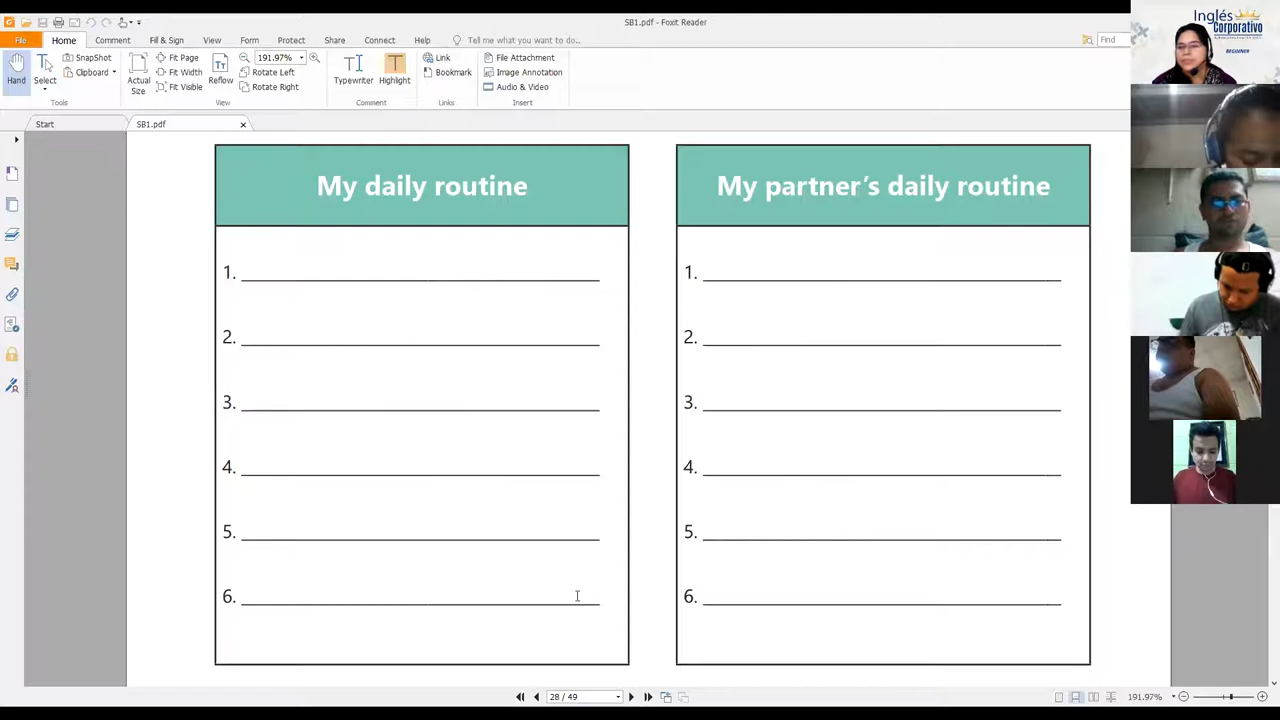 SB1.pdf - Foxit Reader
File Home Comment Fill & Sign View Form Protect Share Connect Help Tell me what you want to do... Find
Hand
Select
SnapShot
Clipboard
Actual
Size
Fit Page
Fit Width
Fit Visible
191.97%
Reflow
Rotate Left
Rotate Right
Typewriter
Highlight
Link
Bookmark
File Attachment
Image Annotation
Audio & Video
Tools View Comment Links Insert
Start SB1.pdf
Inglés
Corporativo
BEGINNER
My daily routine
1.
2.
3.
4.
5.
6.
My partner's daily routine
1.
2.
3.
4.
5.
6.
28 / 49
191.97%